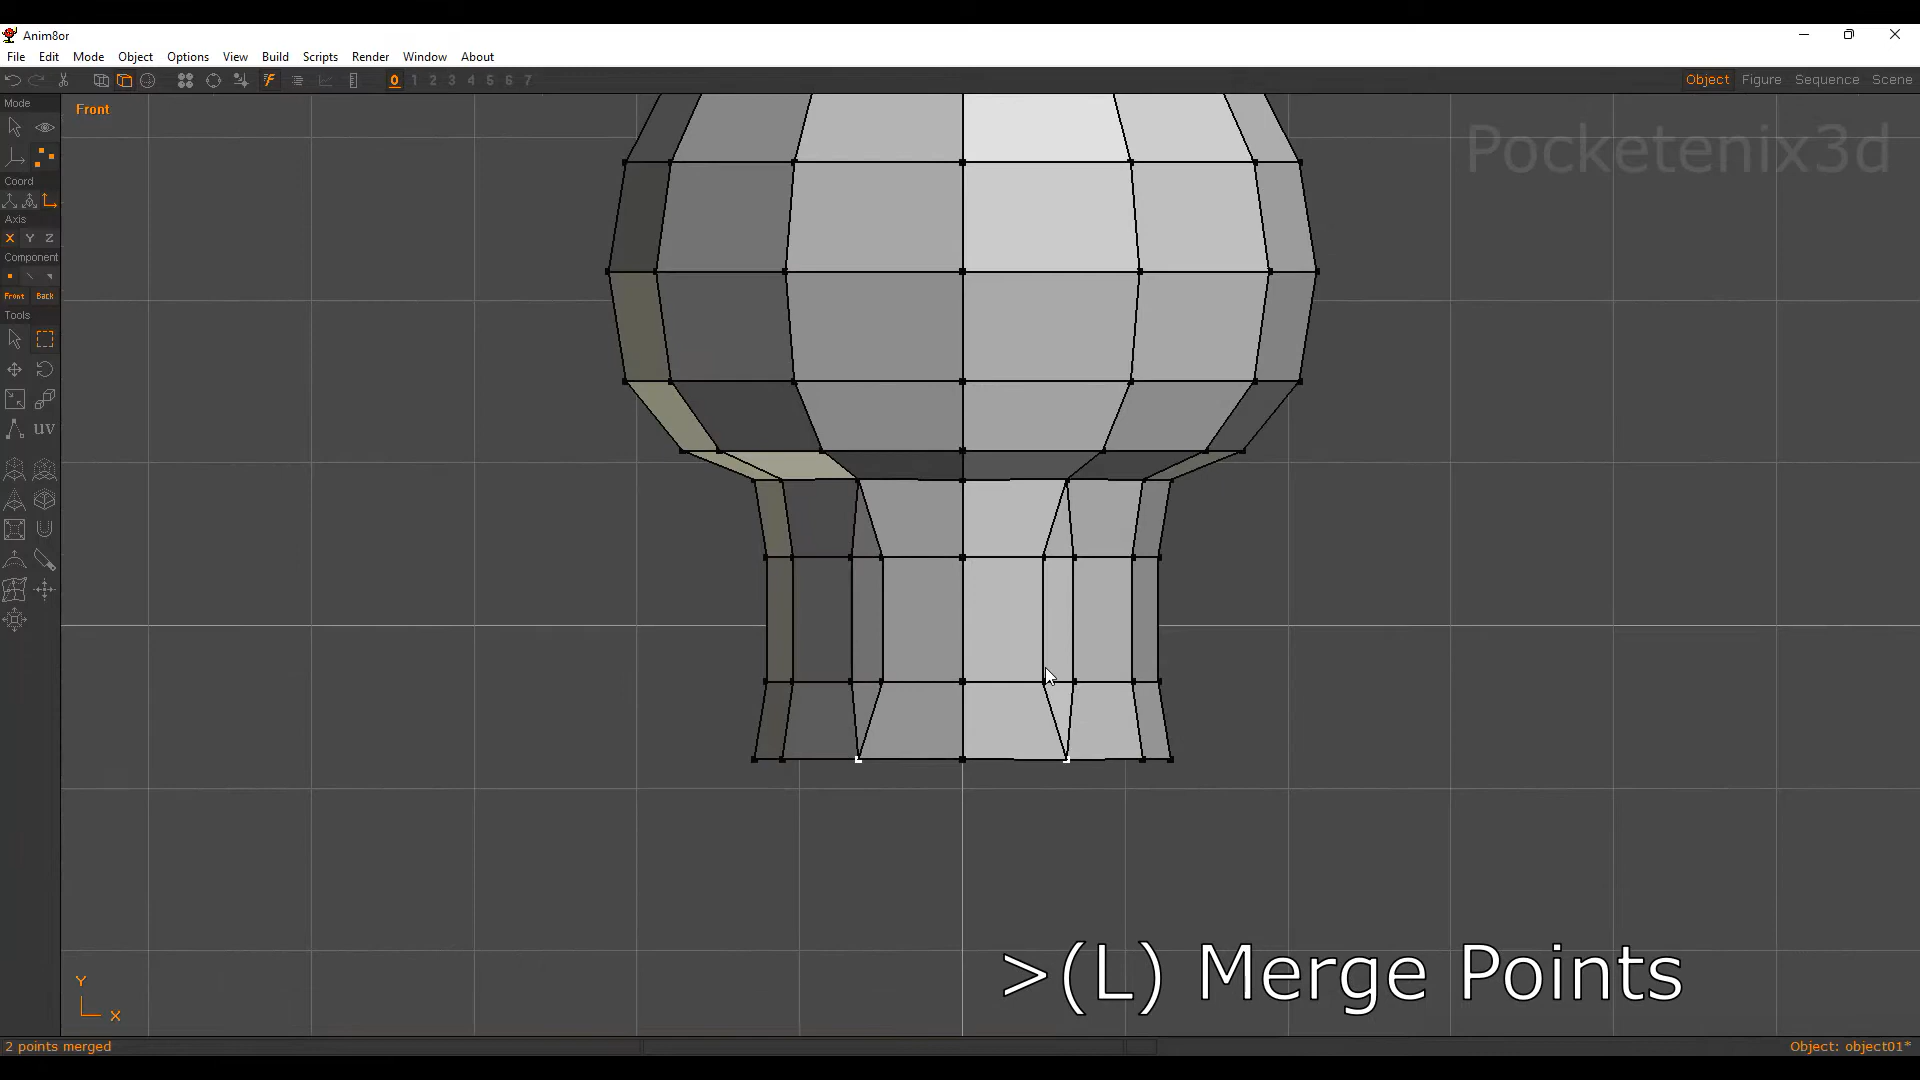 Anim8or
File Edit Mode Object Options View Build Scripts Render Window About
0 1 2 3 4 5 6 7
Object Figure Sequence Scene
Mode
Front
Pocketenix3d
Coord
Axis
X Y Z
Component
Front Back
Tools
UV
Y
X
>(L) Merge Points
2 points merged
Object: object01*